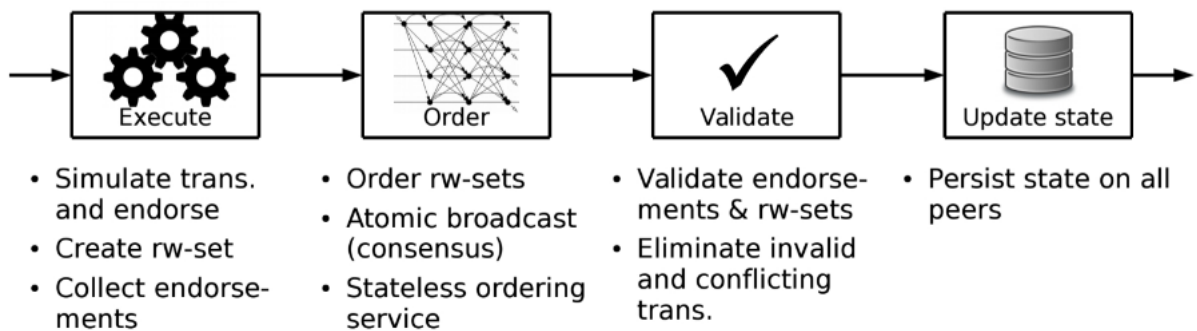 Execute
Order
Validate
Update state
• Simulate trans.
and endorse
• Create rw-set
• Collect endorse-
ments
• Order rw-sets
• Atomic broadcast
(consensus)
• Stateless ordering
service
• Validate endorse-
ments & rw-sets
• Eliminate invalid
and conflicting
trans.
• Persist state on all
peers